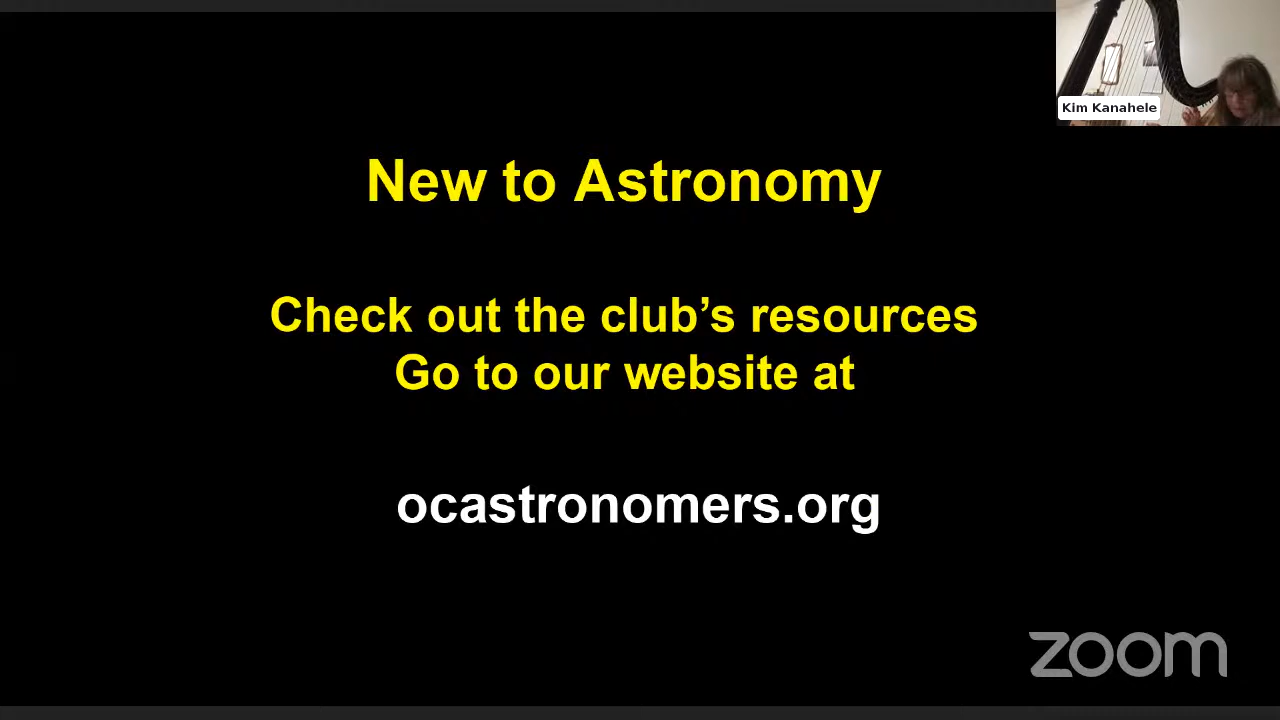 Kim Kanahele
New to Astronomy
Check out the club’s resources
Go to our website at
ocastronomers.org
zoom